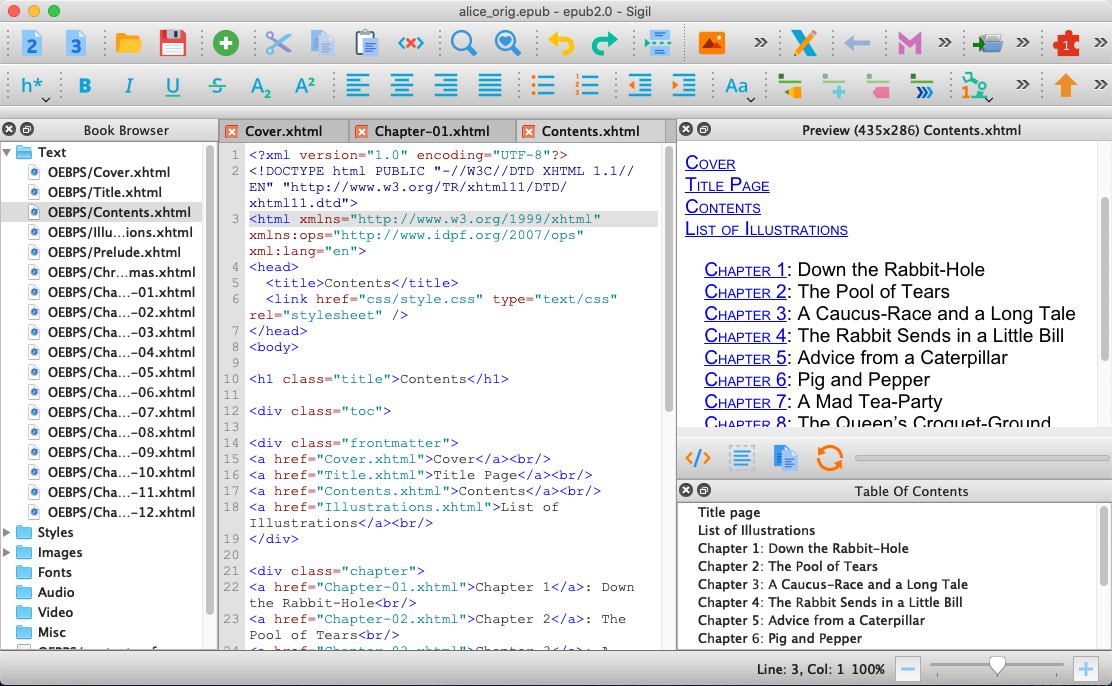 alice_orig.epub - epub2.0 - Sigil
2 3 1
h* B I U S A2 A2 Aa 1 2
Book Browser
Text
OEBPS/Cover.xhtml
OEBPS/Title.xhtml
OEBPS/Contents.xhtml
OEBPS/Illu...ions.xhtml
OEBPS/Prelude.xhtml
OEBPS/Chr...mas.xhtml
OEBPS/Cha...-01.xhtml
OEBPS/Cha...-02.xhtml
OEBPS/Cha...-03.xhtml
OEBPS/Cha...-04.xhtml
OEBPS/Cha...-05.xhtml
OEBPS/Cha...-06.xhtml
OEBPS/Cha...-07.xhtml
OEBPS/Cha...-08.xhtml
OEBPS/Cha...-09.xhtml
OEBPS/Cha...-10.xhtml
OEBPS/Cha...-11.xhtml
OEBPS/Cha...-12.xhtml
Styles
Images
Fonts
Audio
Video
Misc
Cover.xhtml
Chapter-01.xhtml
Contents.xhtml
1 <?xml version="1.0" encoding="UTF-8"?>
2 <!DOCTYPE html PUBLIC "-//W3C//DTD XHTML 1.1//
EN" "http://www.w3.org/TR/xhtml11/DTD/
xhtml11.dtd">
3 <html xmlns="http://www.w3.org/1999/xhtml"
xmlns:ops="http://www.idpf.org/2007/ops"
xml:lang="en">
4 <head>
5 <title>Contents</title>
6 <link href="css/style.css" type="text/css"
rel="stylesheet" />
7 </head>
8 <body>
9
10 <h1 class="title">Contents</h1>
11
12 <div class="toc">
13
14 <div class="frontmatter">
15 <a href="Cover.xhtml">Cover</a><br/>
16 <a href="Title.xhtml">Title Page</a><br/>
17 <a href="Contents.xhtml">Contents</a><br/>
18 <a href="Illustrations.xhtml">List of
Illustrations</a><br/>
19 </div>
20
21 <div class="chapter">
22 <a href="Chapter-01.xhtml">Chapter 1</a>: Down
the Rabbit-Hole<br/>
23 <a href="Chapter-02.xhtml">Chapter 2</a>: The
Pool of Tears<br/>
Preview (435x286) Contents.xhtml
Cover
Title Page
Contents
List of Illustrations
Chapter 1: Down the Rabbit-Hole
Chapter 2: The Pool of Tears
Chapter 3: A Caucus-Race and a Long Tale
Chapter 4: The Rabbit Sends in a Little Bill
Chapter 5: Advice from a Caterpillar
Chapter 6: Pig and Pepper
Chapter 7: A Mad Tea-Party
Chapter 8: The Queen's Croquet-Ground
Table Of Contents
Title page
List of Illustrations
Chapter 1: Down the Rabbit-Hole
Chapter 2: The Pool of Tears
Chapter 3: A Caucus-Race and a Long Tale
Chapter 4: The Rabbit Sends in a Little Bill
Chapter 5: Advice from a Caterpillar
Chapter 6: Pig and Pepper
Line: 3, Col: 1 100%